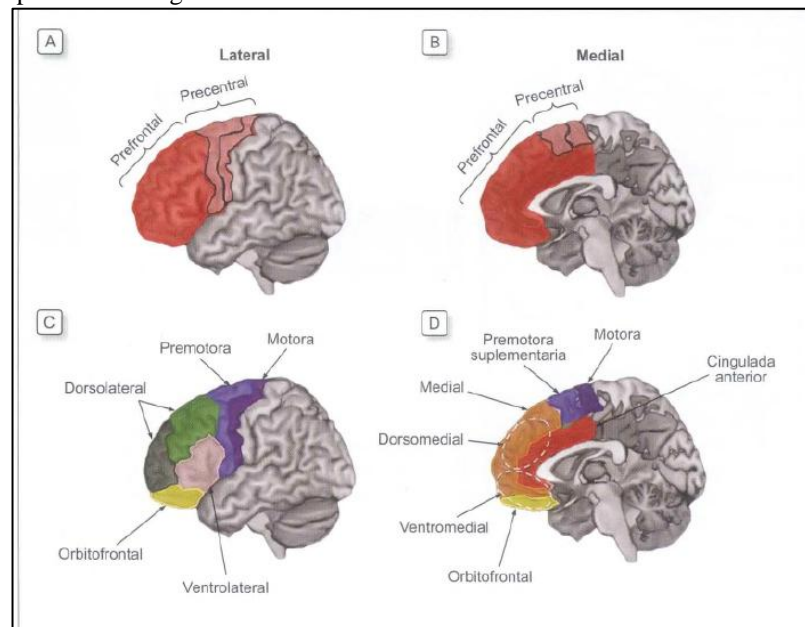 A
Lateral
Precentral
Prefrontal
B
Medial
Precentral
Prefrontal
C
Premotora
Motora
Dorsolateral
Orbitofrontal
Ventrolateral
D
Premotora
suplementaria
Motora
Cingulada
anterior
Medial
Dorsomedial
Ventromedial
Orbitofrontal